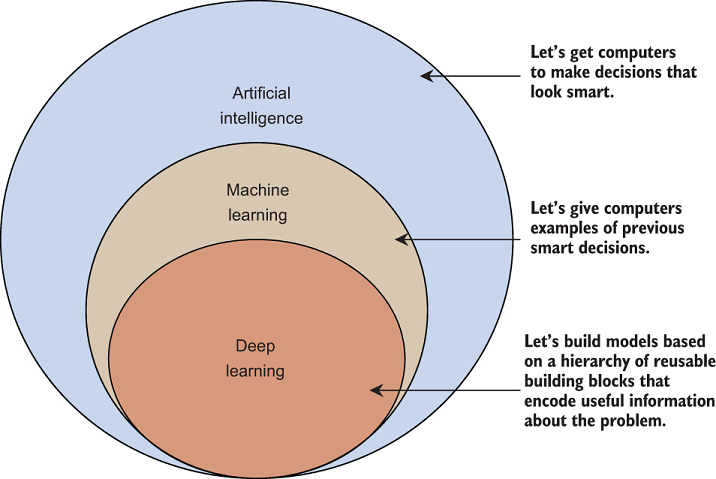 Let’s get computers
to make decisions that
look smart.
Artificial
intelligence
Machine
learning
Let’s give computers
examples of previous
smart decisions.
Deep
learning
Let’s build models based
on a hierarchy of reusable
building blocks that
encode useful information
about the problem.